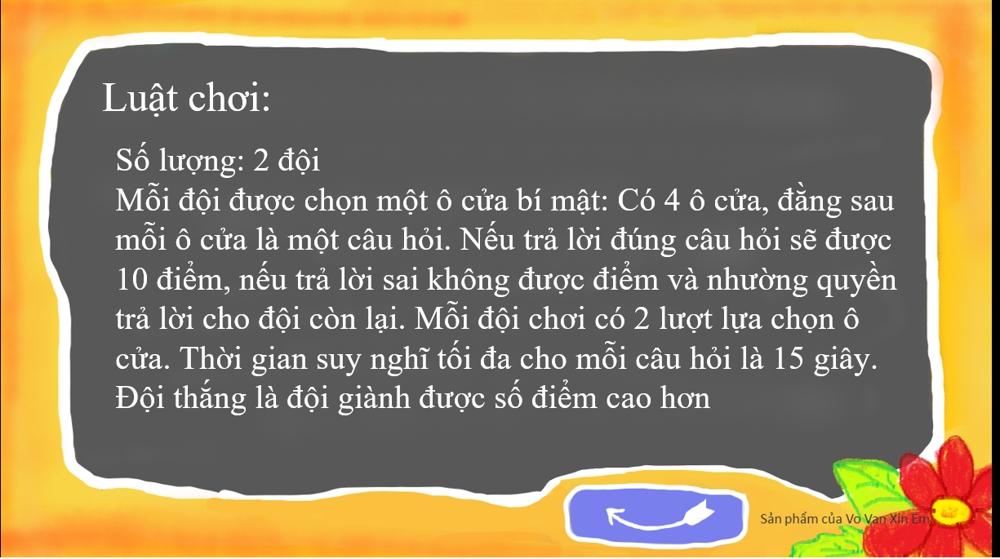 Luật chơi:
Số lượng: 2 đội
Mỗi đội được chọn một ô cửa bí mật: Có 4 ô cửa, đằng sau
mỗi ô cửa là một câu hỏi. Nếu trả lời đúng câu hỏi sẽ được
10 điểm, nếu trả lời sai không được điểm và nhường quyền
trả lời cho đội còn lại. Mỗi đội chơi có 2 lượt lựa chọn ô
cửa. Thời gian suy nghĩ tối đa cho mỗi câu hỏi là 15 giây.
Đội thắng là đội giành được số điểm cao hơn
Sản phẩm của Vo Van Xin Em